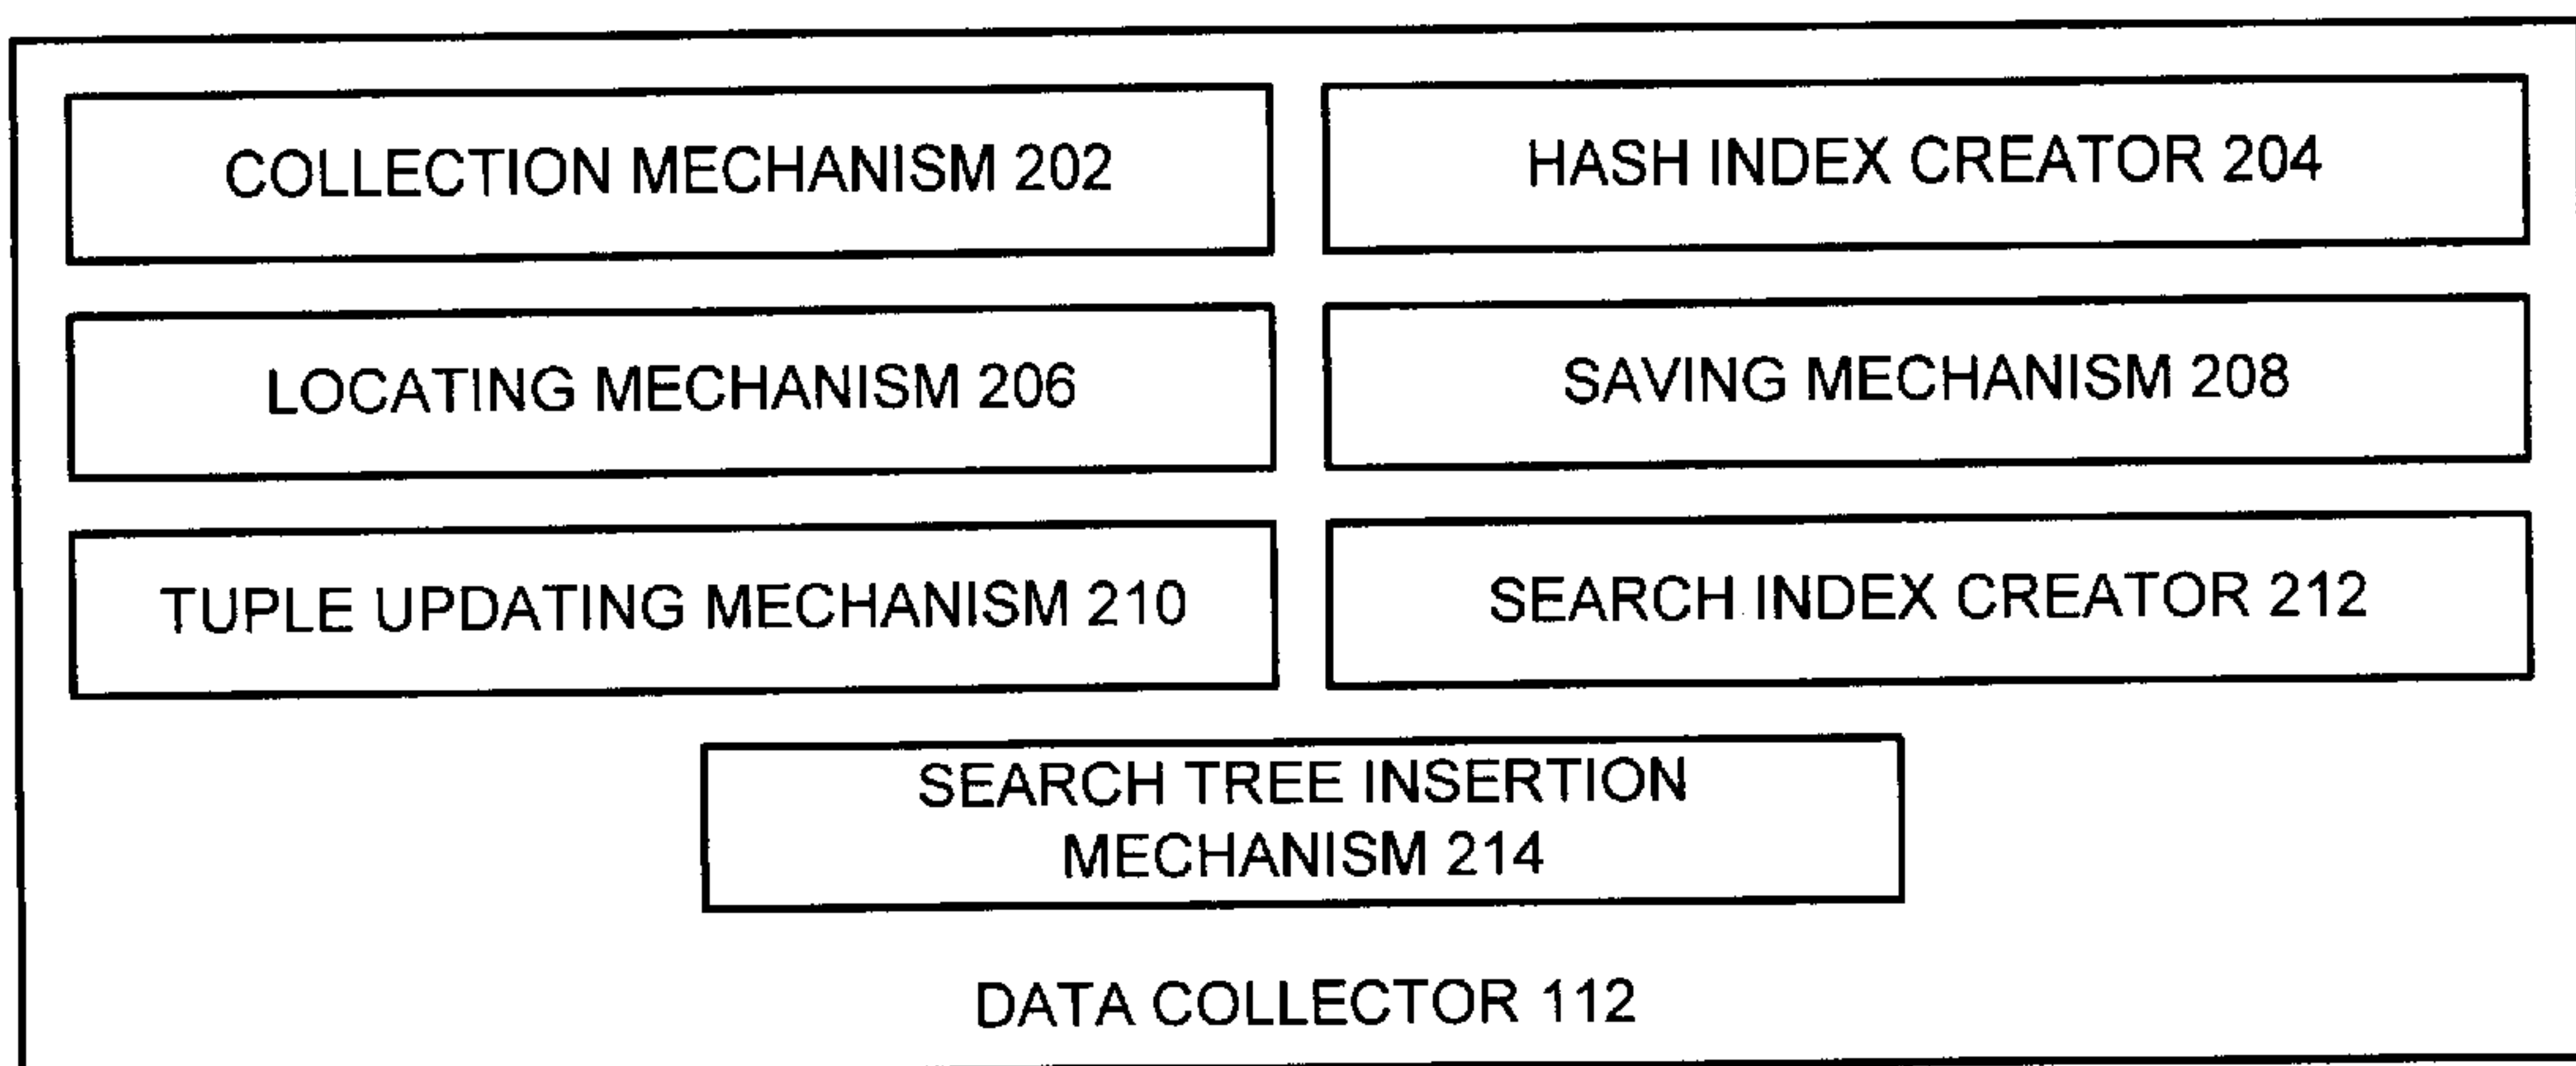 COLLECTION MECHANISM 202
HASH INDEX CREATOR 204
LOCATING MECHANISM 206
SAVING MECHANISM 208
TUPLE UPDATING MECHANISM 210
SEARCH INDEX CREATOR 212
SEARCH TREE INSERTION
MECHANISM 214
DATA COLLECTOR 112